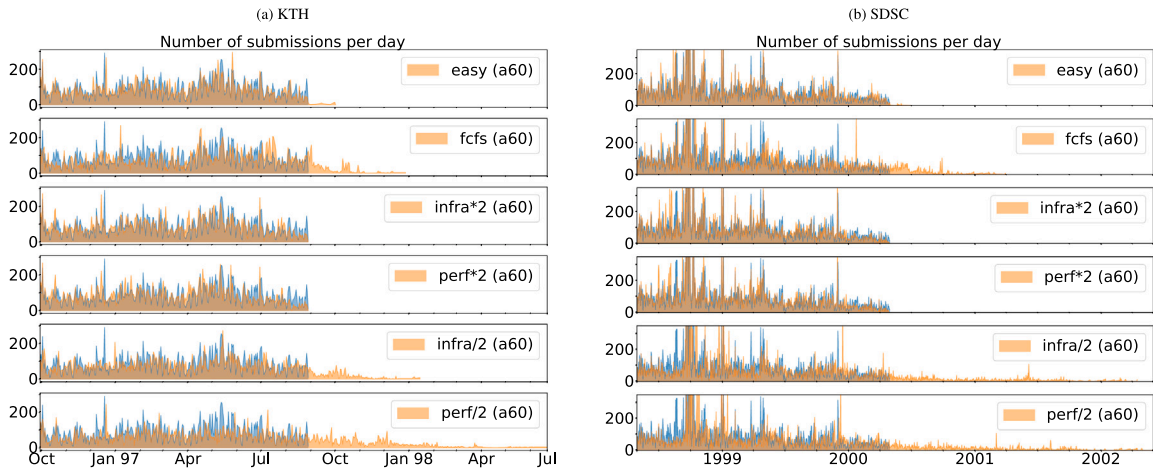 (a) KTH
Number of submissions per day
200
0
easy (a60)
200
0
fcfs (a60)
200
0
infra*2 (a60)
200
0
perf*2 (a60)
200
0
infra/2 (a60)
200
0
perf/2 (a60)
Oct Jan 97 Apr Jul Oct Jan 98 Apr Jul
(b) SDSC
Number of submissions per day
200
0
easy (a60)
200
0
fcfs (a60)
200
0
infra*2 (a60)
200
0
perf*2 (a60)
200
0
infra/2 (a60)
200
0
perf/2 (a60)
1999 2000 2001 2002